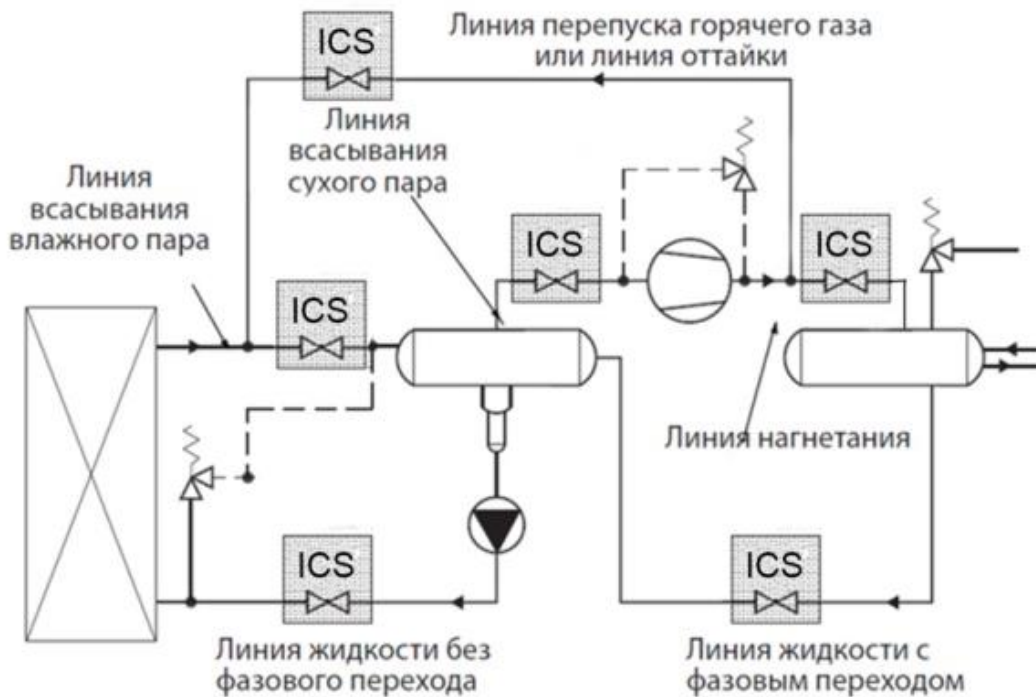 ICS
Линия перепуска горячего газа
или линия оттайки
Линия
всасывания
сухого пара
Линия
всасывания
влажного пара
ICS
ICS
ICS
Линия нагнетания
ICS
ICS
Линия жидкости без
фазового перехода
Линия жидкости с
фазовым переходом